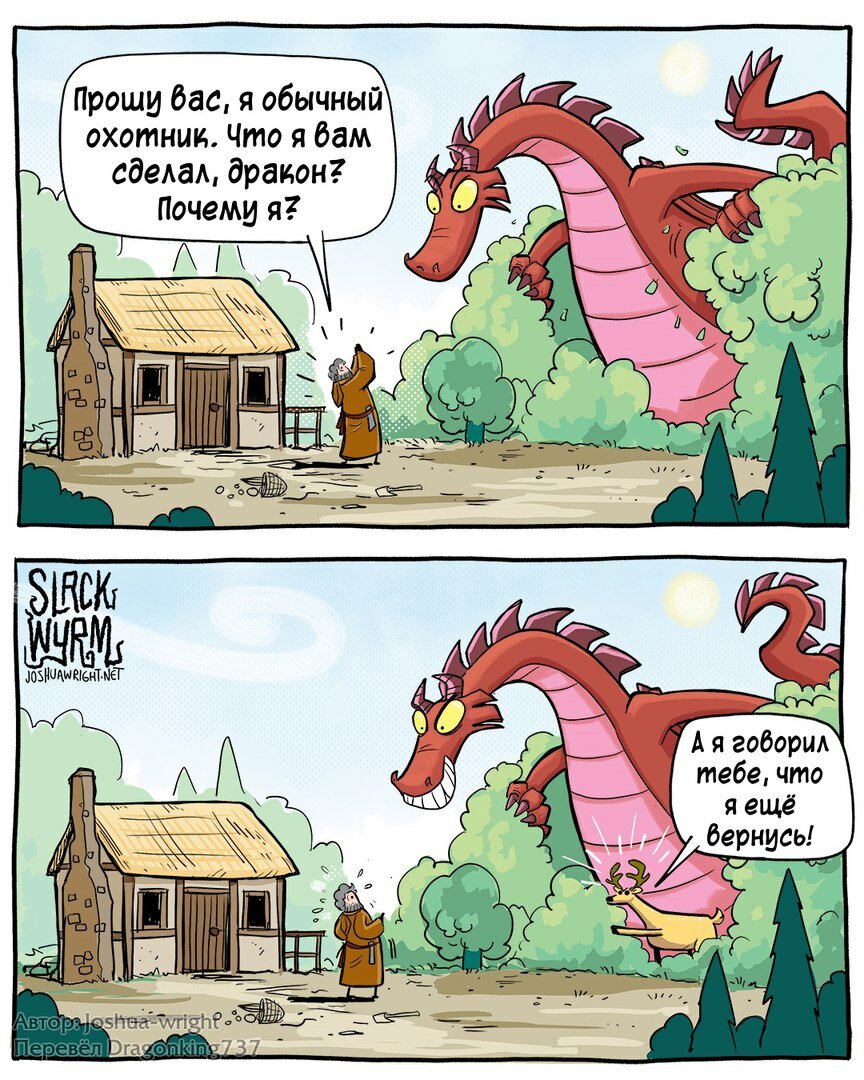 Прошу вас, я обычный
охотник. Что я вам
сделал, дракон?
Почему я?
SLACK
WYRM
JOSHUAWRIGHT.NET
А я говорил
тебе, что
я ещё
вернусь!
Автор: Joshua-wright
Перевёл Dragonking737